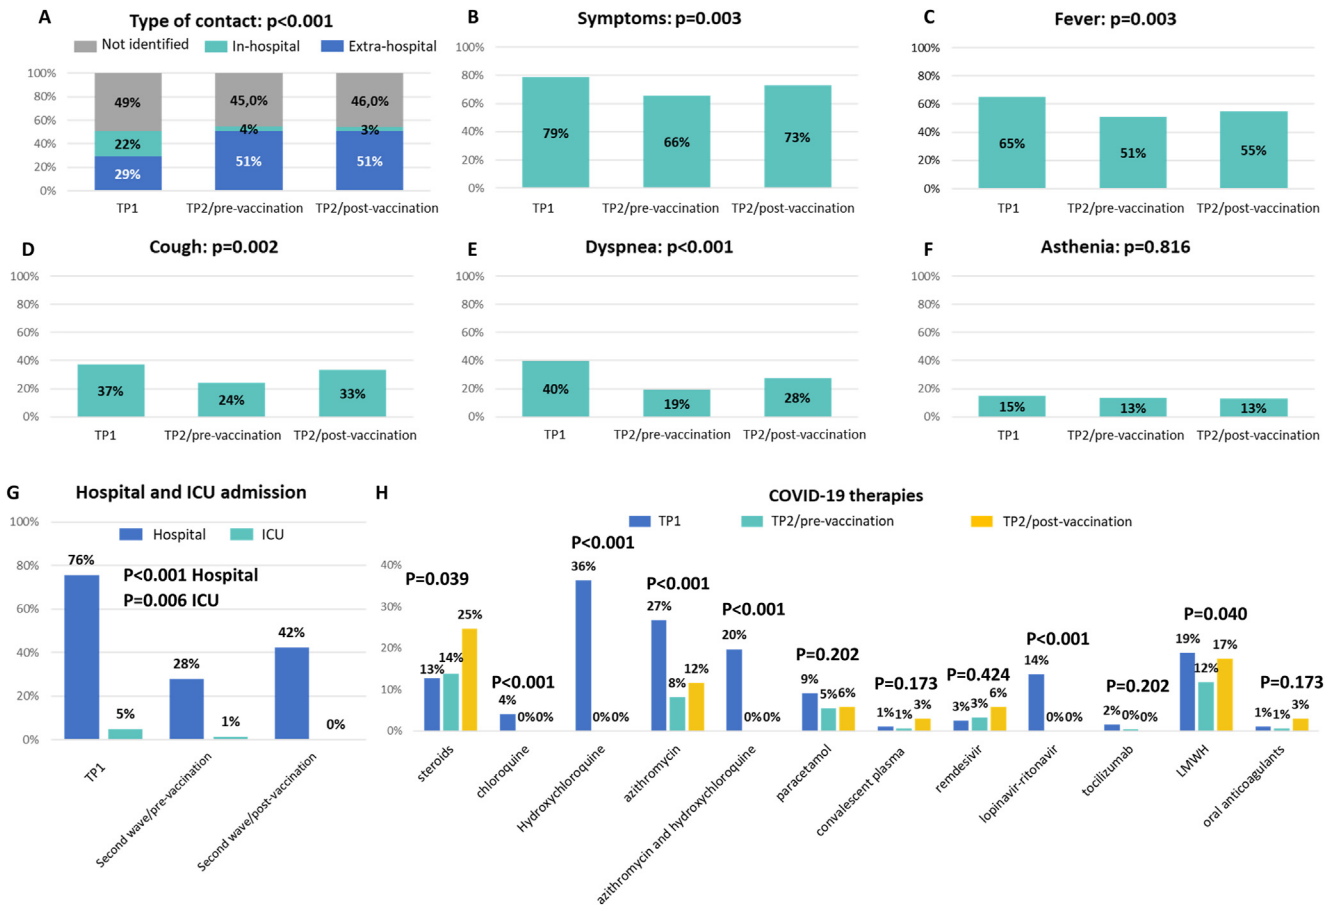 A
Type of contact: p<0.001
Not identified
In-hospital
Extra-hospital
100%
80%
60%
40%
20%
0%
49%
45,0%
46,0%
22%
4%
3%
29%
51%
51%
TP1
TP2/pre-vaccination
TP2/post-vaccination
B
Symptoms: p=0.003
100%
80%
60%
40%
20%
0%
79%
66%
73%
TP1
TP2/pre-vaccination
TP2/post-vaccination
C
Fever: p=0.003
100%
80%
60%
40%
20%
0%
65%
51%
55%
TP1
TP2/pre-vaccination
TP2/post-vaccination
D
Cough: p=0.002
100%
80%
60%
40%
20%
0%
37%
24%
33%
TP1
TP2/pre-vaccination
TP2/post-vaccination
E
Dyspnea: p<0.001
100%
80%
60%
40%
20%
0%
40%
19%
28%
TP1
TP2/pre-vaccination
TP2/post-vaccination
F
Asthenia: p=0.816
100%
80%
60%
40%
20%
0%
15%
13%
13%
TP1
TP2/pre-vaccination
TP2/post-vaccination
G
Hospital and ICU admission
Hospital
ICU
100%
80%
60%
40%
20%
0%
P<0.001 Hospital
P=0.006 ICU
76%
5%
28%
1%
42%
0%
TP1
Second wave/pre-vaccination
Second wave/post-vaccination
H
COVID-19 therapies
TP1
TP2/pre-vaccination
TP2/post-vaccination
40%
30%
20%
10%
0%
P=0.039
13%
14%
25%
P<0.001
4%
0%
0%
P<0.001
36%
0%
0%
P<0.001
27%
8%
12%
P<0.001
20%
0%
0%
P=0.202
9%
5%
6%
P=0.173
1%
1%
3%
P=0.424
3%
3%
6%
P<0.001
14%
0%
0%
P=0.202
2%
0%
0%
P=0.040
19%
12%
17%
P=0.173
1%
1%
3%
steroids
chloroquine
Hydroxychloroquine
azithromycin
azithromycin and hydroxychloroquine
paracetamol
convalescent plasma
remdesivir
lopinavir-ritonavir
tocilizumab
LMWH
oral anticoagulants